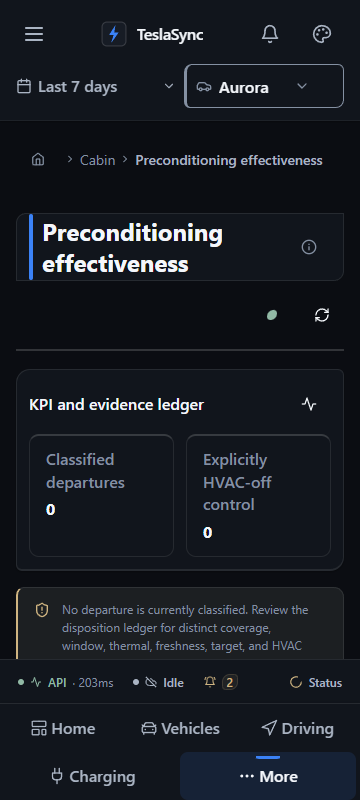 TeslaSync
Last 7 days
Aurora
Cabin
Preconditioning effectiveness
Preconditioning
effectiveness
KPI and evidence ledger
Classified
departures
0
Explicitly
HVAC-off
control
0
No departure is currently classified. Review the
disposition ledger for distinct coverage,
window, thermal, freshness, target, and HVAC
API · 203ms
Idle
2
Status
Home
Vehicles
Driving
Charging
More